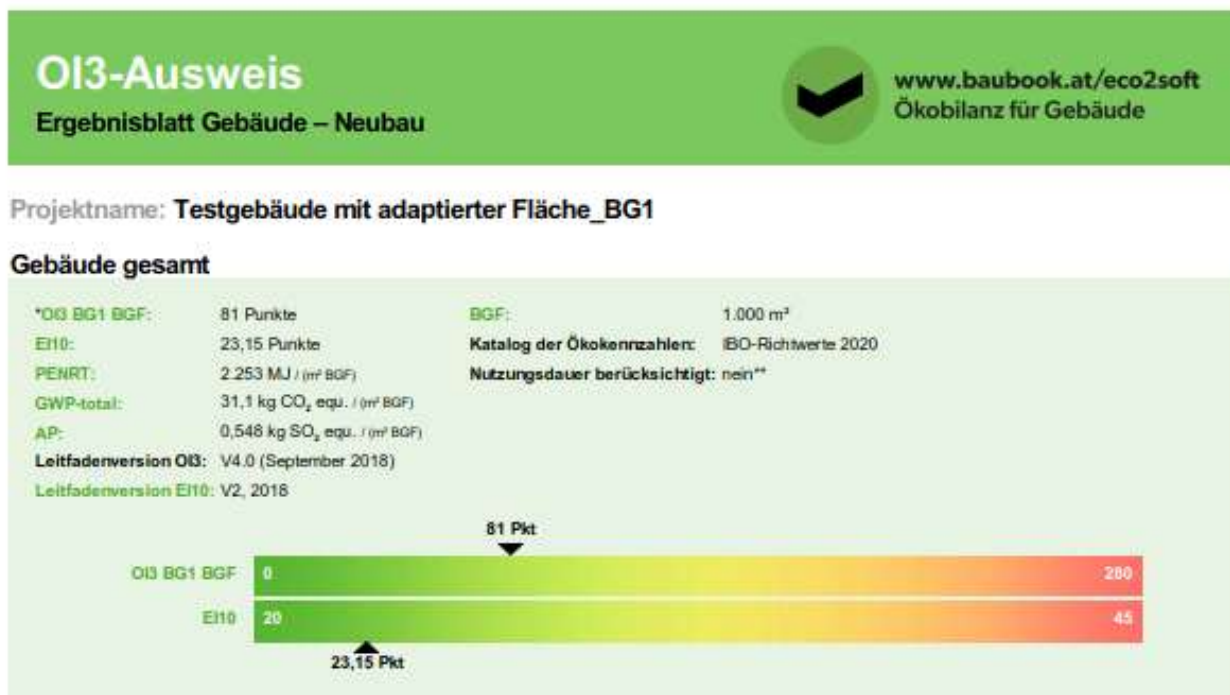 OI3-Ausweis
Ergebnisblatt Gebäude – Neubau
www.baubook.at/eco2soft
Ökobilanz für Gebäude
Projektname: Testgebäude mit adaptierter Fläche_BG1
Gebäude gesamt
*OI3 BG1 BGF: 81 Punkte
EI10: 23,15 Punkte
PENRT: 2.253 MJ / (m² BGF)
GWP-total: 31,1 kg CO₂ equ. / (m² BGF)
AP: 0,548 kg SO₂ equ. / (m² BGF)
Leitfadenversion OI3: V4.0 (September 2018)
Leitfadenversion EI10: V2, 2018
BGF: 1.000 m²
Katalog der Ökokennzahlen: IBO-Richtwerte 2020
Nutzungsdauer berücksichtigt: nein**
81 Pkt
OI3 BG1 BGF 0 280
EI10 20 45
23,15 Pkt